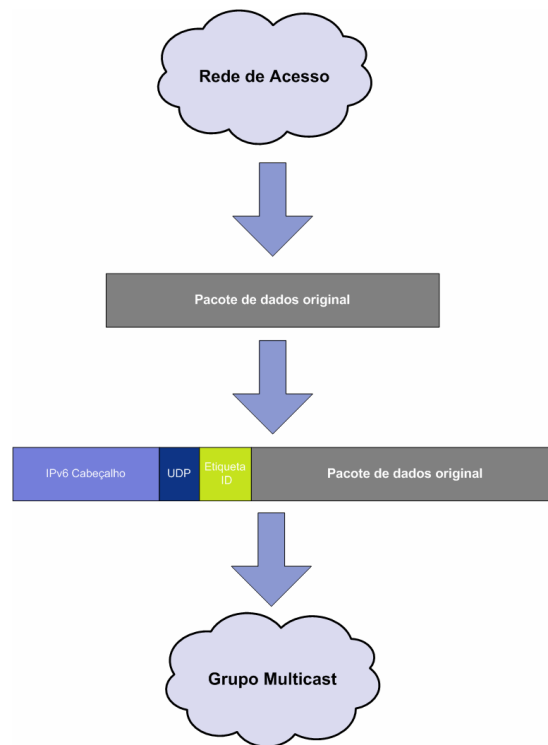 Rede de Acesso
Pacote de dados original
IPv6 Cabeçalho
UDP
Etiqueta
ID
Pacote de dados original
Grupo Multicast